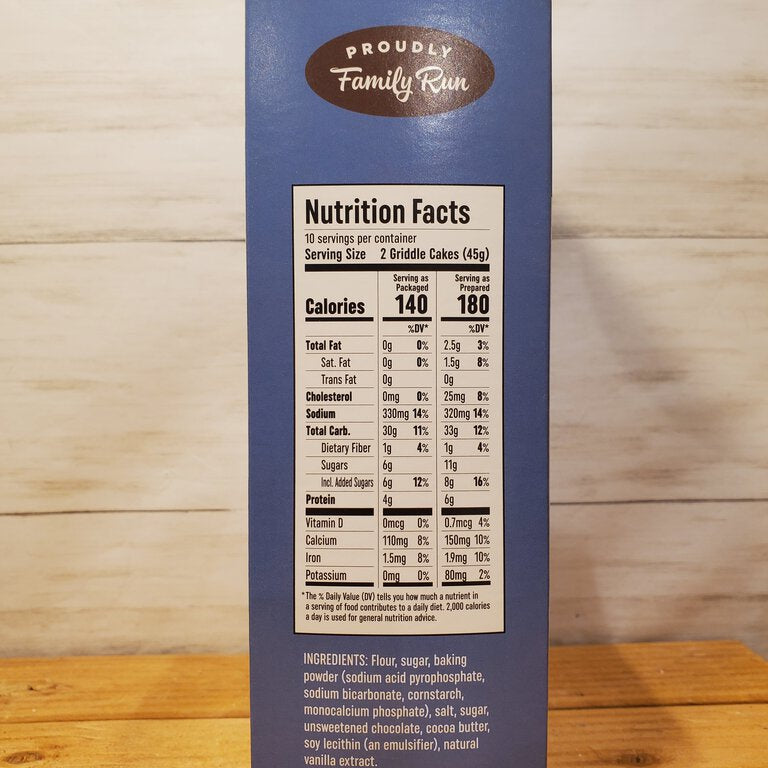 PROUDLY
Family Run
Nutrition Facts
10 servings per container
Serving Size 2 Griddle Cakes (45g)
Serving as Packaged Serving as Prepared
Calories 140 180
%DV* %DV*
Total Fat 0g 0% 2.5g 3%
Sat. Fat 0g 0% 1.5g 8%
Trans Fat 0g 0g
Cholesterol 0mg 0% 25mg 8%
Sodium 330mg 14% 320mg 14%
Total Carb. 30g 11% 33g 12%
Dietary Fiber 1g 4% 1g 4%
Sugars 6g 11g
Incl. Added Sugars 6g 12% 8g 16%
Protein 4g 6g
Vitamin D 0mcg 0% 0.7mcg 4%
Calcium 110mg 8% 150mg 10%
Iron 1.5mg 8% 1.9mg 10%
Potassium 0mg 0% 80mg 2%
*The % Daily Value (DV) tells you how much a nutrient in
a serving of food contributes to a daily diet. 2,000 calories
a day is used for general nutrition advice.
INGREDIENTS: Flour, sugar, baking
powder (sodium acid pyrophosphate,
sodium bicarbonate, cornstarch,
monocalcium phosphate), salt, sugar,
unsweetened chocolate, cocoa butter,
soy lecithin (an emulsifier), natural
vanilla extract.